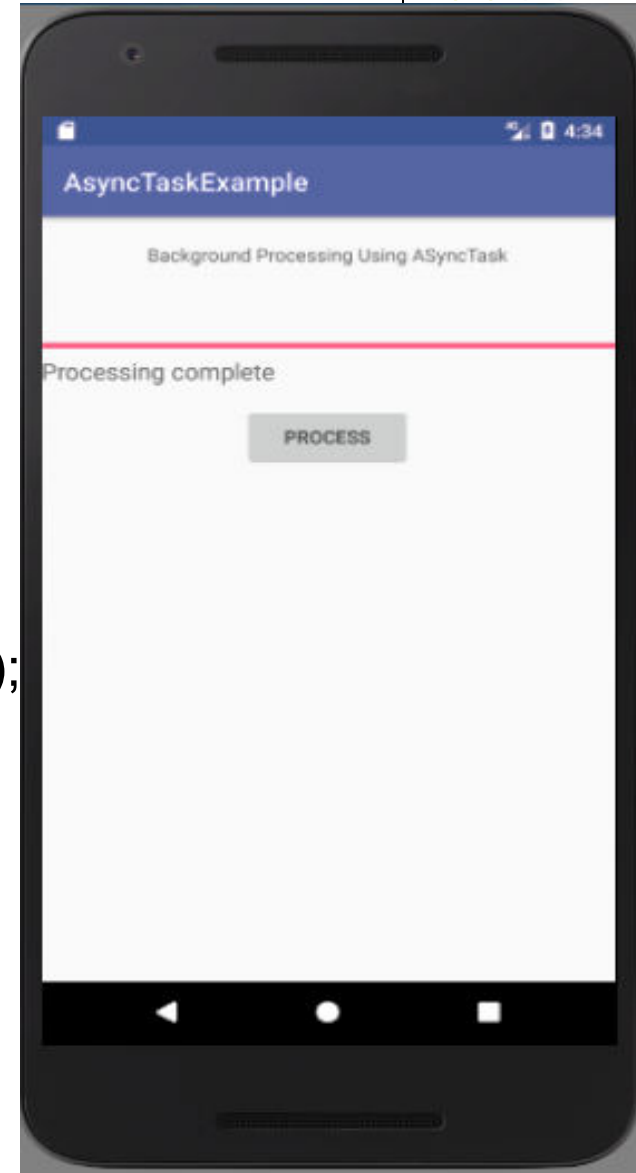 4:34
AsyncTaskExample
Background Processing Using ASyncTask
Processing complete
PROCESS
);